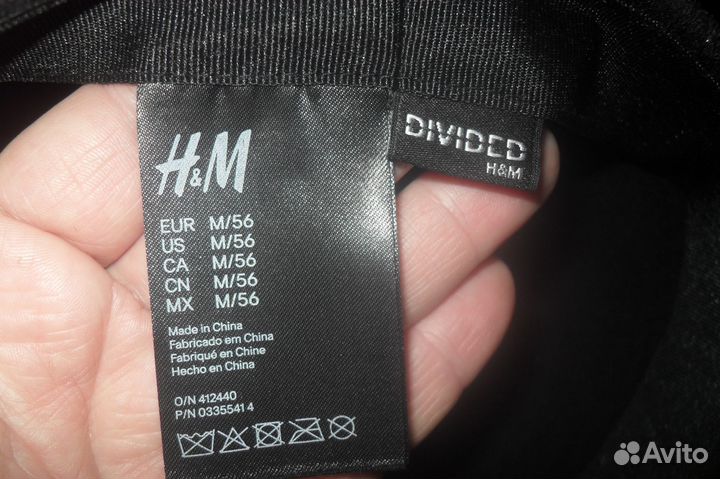 H&M
EUR M/56
US M/56
CA M/56
CN M/56
MX M/56
Made in China
Fabricado em China
Fabriqué en Chine
Hecho en China
O/N 412440
P/N 0335541 4
DIVIDED
H&M
Avito